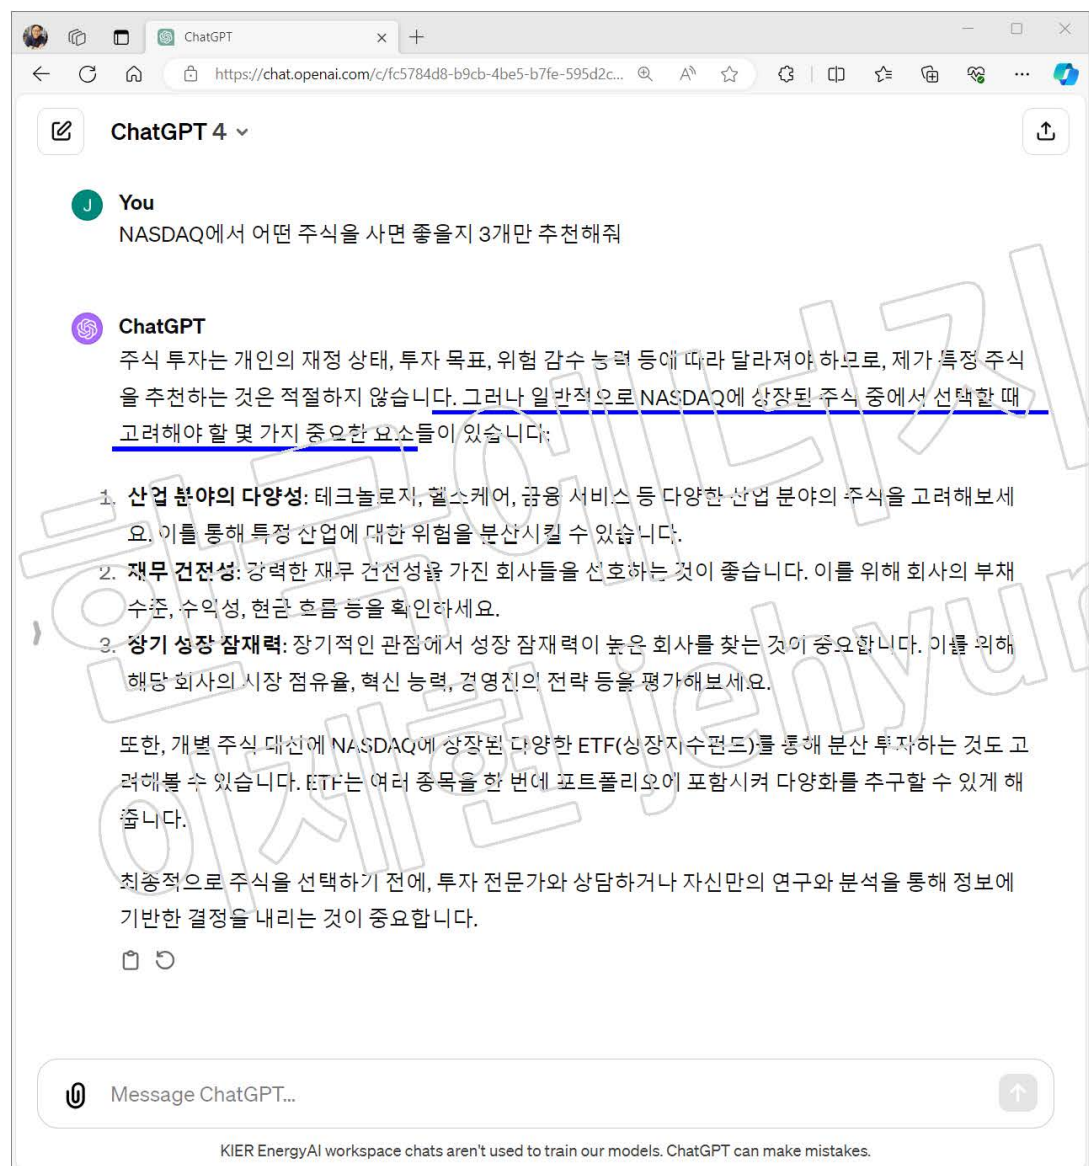 ChatGPT
https://chat.openai.com/c/fc5784d8-b9cb-4be5-b7fe-595d2c...
ChatGPT 4
You
NASDAQ에서 어떤 주식을 사면 좋을지 3개만 추천해줘
ChatGPT
주식 투자는 개인의 재정 상태, 투자 목표, 위험 감수 능력 등에 따라 달라져야 하므로, 제가 특정 주식
을 추천하는 것은 적절하지 않습니다. 그러나 일반적으로 NASDAQ에 상장된 주식 중에서 선택할 때
고려해야 할 몇 가지 중요한 요소들이 있습니다:
1. 산업 분야의 다양성: 테크놀로지, 헬스케어, 금융 서비스 등 다양한 산업 분야의 주식을 고려해보세
요. 이를 통해 특정 산업에 대한 위험을 분산시킬 수 있습니다.
2. 재무 건전성: 강력한 재무 건전성을 가진 회사들을 선호하는 것이 좋습니다. 이를 위해 회사의 부채
수준, 수익성, 현금 흐름 등을 확인하세요.
3. 장기 성장 잠재력: 장기적인 관점에서 성장 잠재력이 높은 회사를 찾는 것이 중요합니다. 이를 위해
해당 회사의 시장 점유율, 혁신 능력, 경영진의 전략 등을 평가해보세요.
또한, 개별 주식 대신에 NASDAQ에 상장된 다양한 ETF(상장지수펀드)를 통해 분산 투자하는 것도 고
려해볼 수 있습니다. ETF는 여러 종목을 한 번에 포트폴리오에 포함시켜 다양화를 추구할 수 있게 해
줍니다.
최종적으로 주식을 선택하기 전에, 투자 전문가와 상담하거나 자신만의 연구와 분석을 통해 정보에
기반한 결정을 내리는 것이 중요합니다.
Message ChatGPT...
KIER EnergyAI workspace chats aren't used to train our models. ChatGPT can make mistakes.
한국에너지
이제현 jehyun